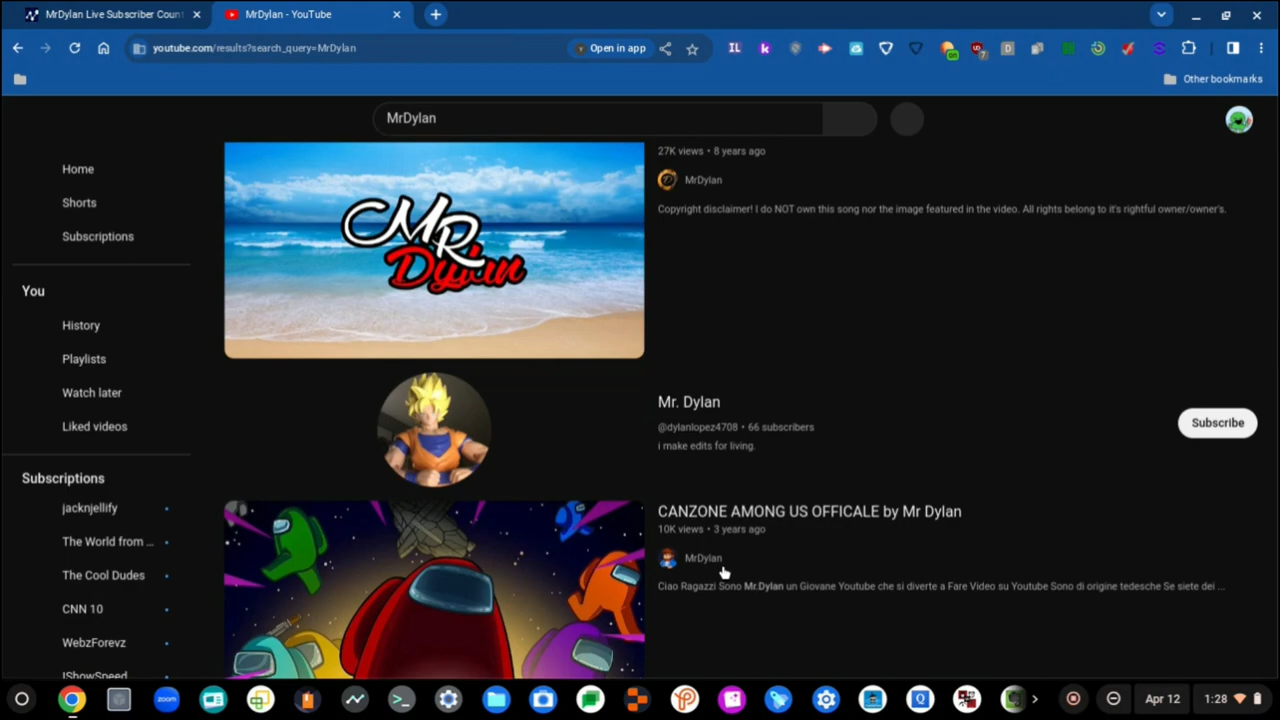 MrDylan Live Subscriber Count
MrDylan - YouTube
youtube.com/results?search_query=MrDylan
Open in app
IL
k
7
D
Other bookmarks
MrDylan
Home
Shorts
Subscriptions
You
History
Playlists
Watch later
Liked videos
Subscriptions
jacknjellify
The World from ...
The Cool Dudes
CNN 10
WebzForevz
IShowSpeed
MR
Dylan
27K views • 8 years ago
MrDylan
Copyright disclaimer! I do NOT own this song nor the image featured in the video. All rights belong to it's rightful owner/owner's.
Mr. Dylan
@dylanlopez4708 • 66 subscribers
i make edits for living.
Subscribe
CANZONE AMONG US OFFICALE by Mr Dylan
10K views • 3 years ago
MrDylan
Ciao Ragazzi Sono Mr.Dylan un Giovane Youtube che si diverte a Fare Video su Youtube Sono di origine tedesche Se siete dei ...
zoom
Apr 12
1:28